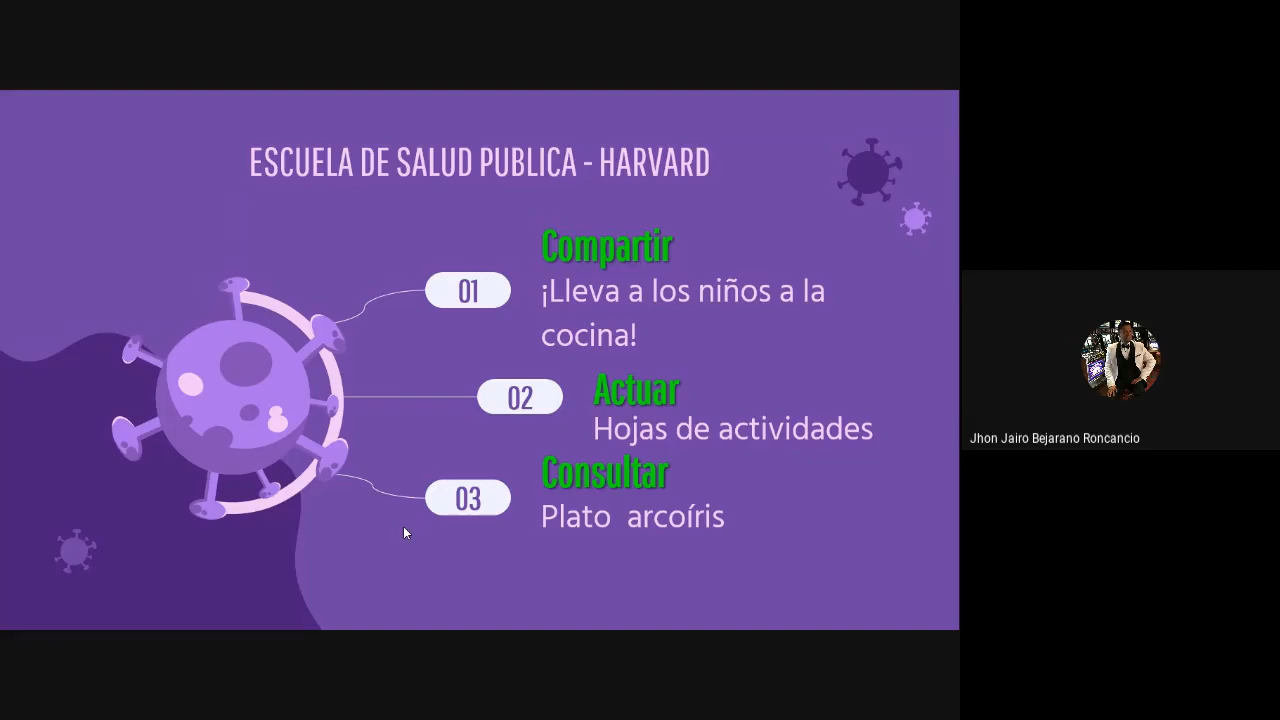 ESCUELA DE SALUD PUBLICA - HARVARD
Compartir
01
¡Lleva a los niños a la
cocina!
02
Actuar
Hojas de actividades
Consultar
03
Plato arcoíris
Jhon Jairo Bejarano Roncancio